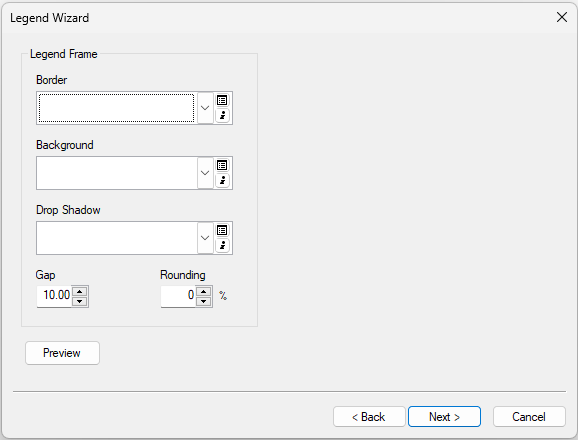 Legend Wizard
Legend Frame
Border
Background
Drop Shadow
Gap
Rounding
10.00
0
%
Preview
< Back
Next >
Cancel